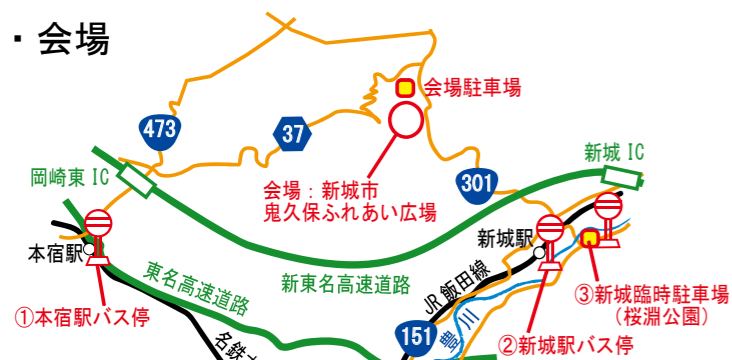 ・会場
会場駐車場
473
37
岡崎東 IC
会場：新城市
鬼久保ふれあい広場
301
新城 IC
本宿駅
新城駅
東名高速道路
新東名高速道路
JR飯田線
③新城臨時駐車場
（桜淵公園）
①本宿駅バス停
名鉄
151
豊川
②新城駅バス停